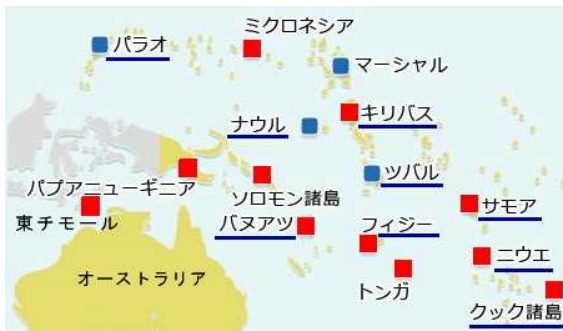 ミクロネシア
パラオ
マーシャル
キリバス
ナウル
ツバル
パプアニューギニア
ソロモン諸島
サモア
東チモール
バヌアツ
フィジー
ニウエ
オーストラリア
トンガ
クック諸島